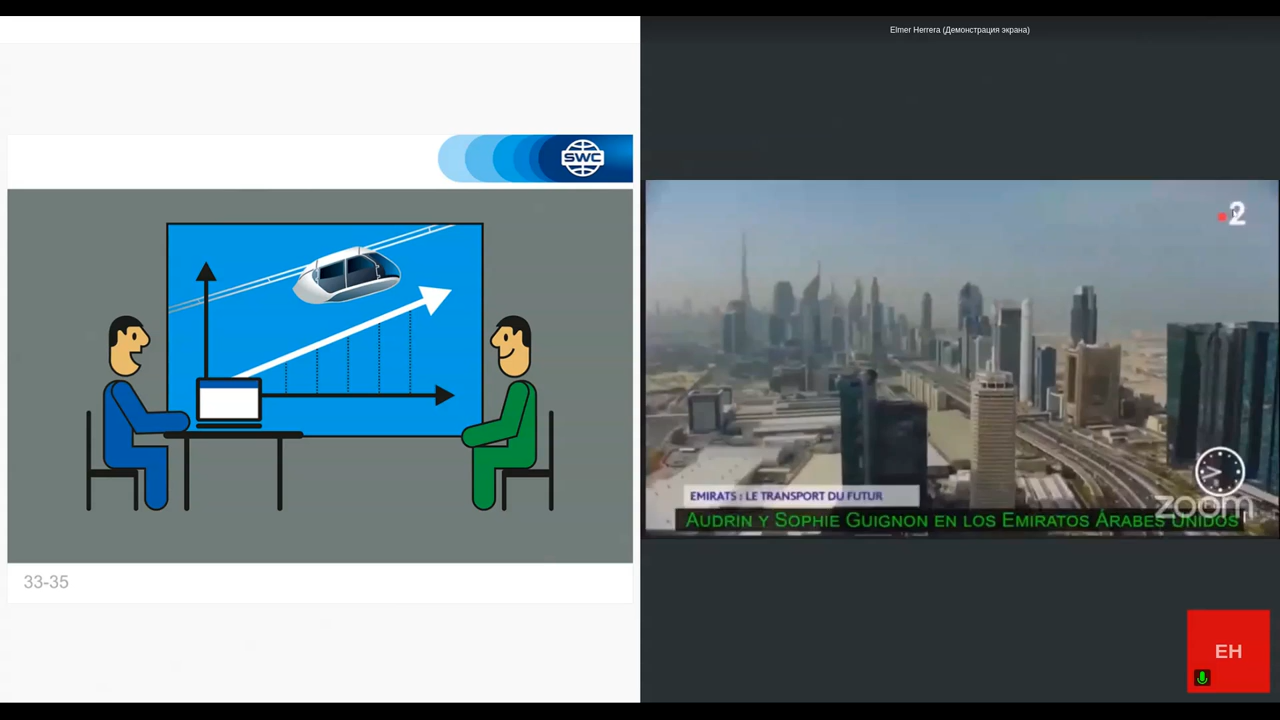 Elmer Herrera (Демонстрация экрана)
SWC
33-35
2
EMIRATS : LE TRANSPORT DU FUTUR
AUDRIN Y SOPHIE GUIGNON EN LOS EMIRATOS ÁRABES UNIDOS
zoom
EH